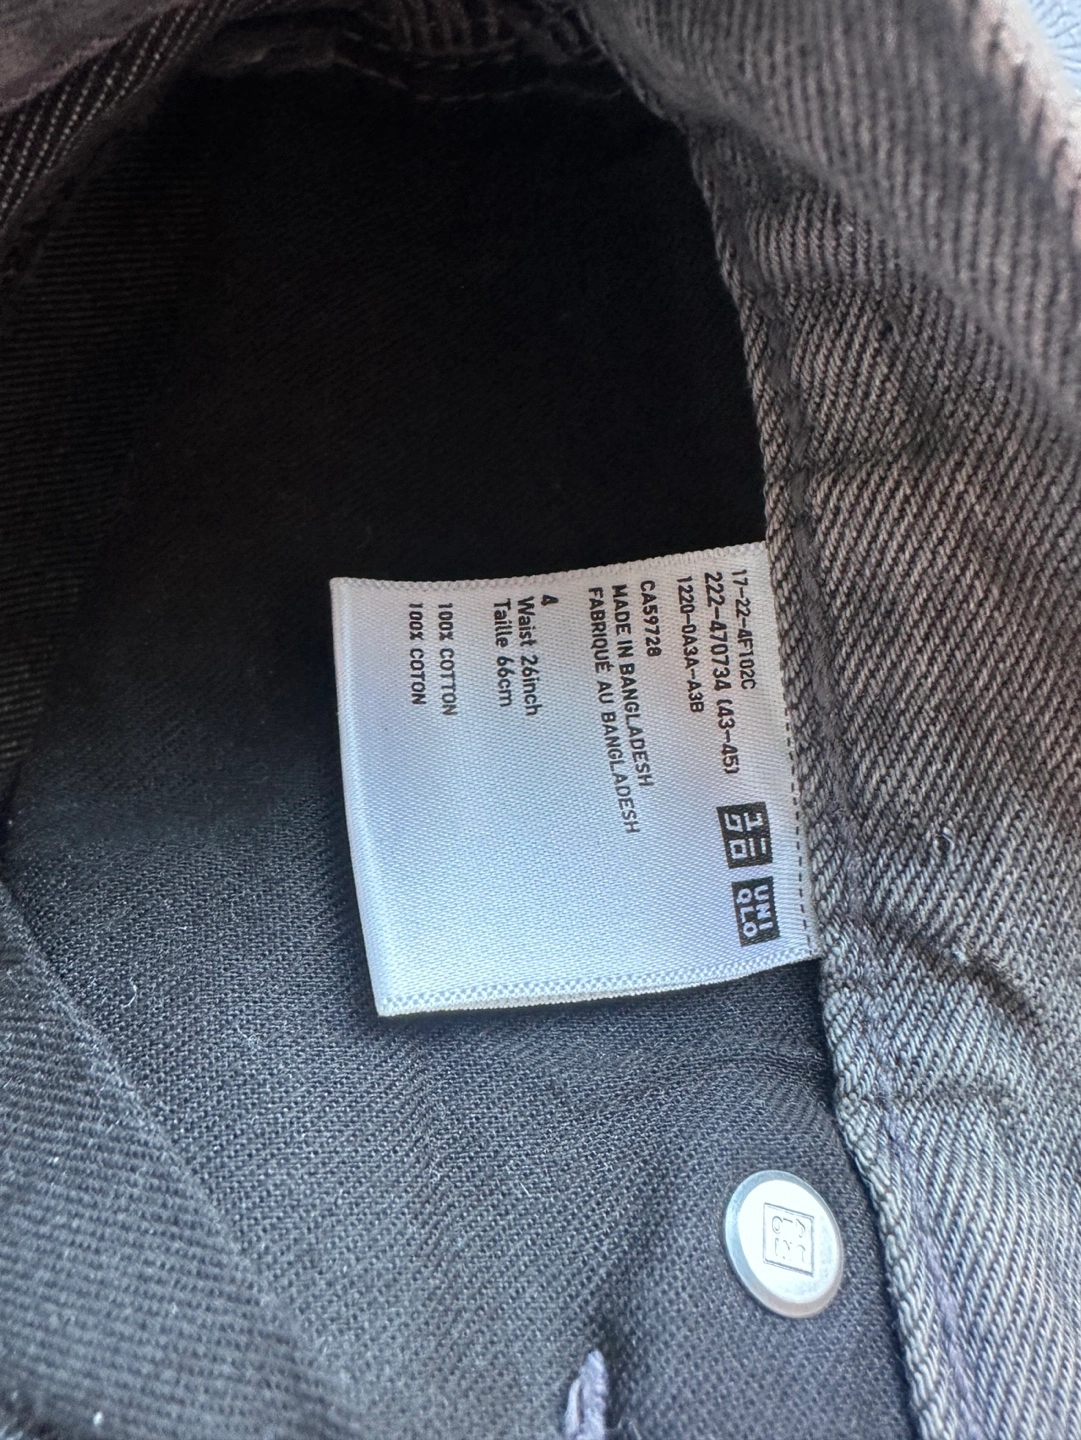 17-22-4F102C
222-470734 (43-45)
1220-0A3A-A3B
ユニ
クロ
UNI
QLO
CA59728
MADE IN BANGLADESH
FABRIQUÉ AU BANGLADESH
4
Waist 26inch
Taille 66cm
100% COTTON
100% COTON